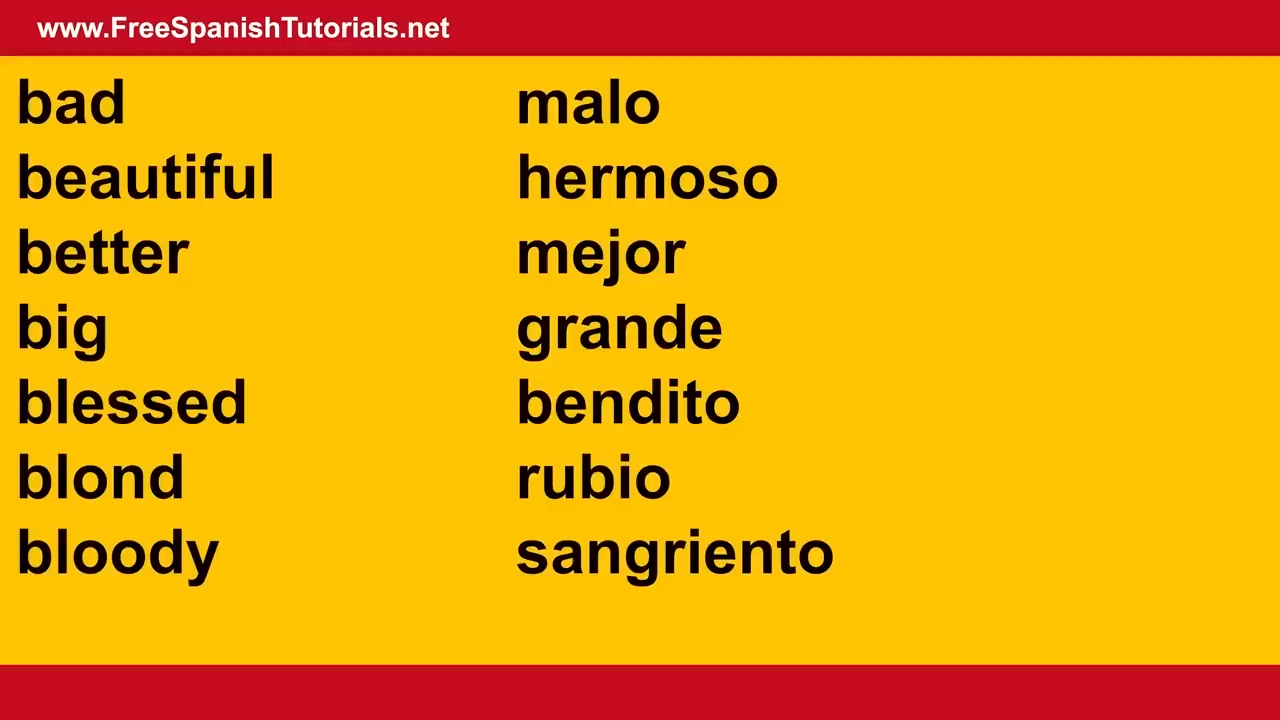 www.FreeSpanishTutorials.net
bad malo
beautiful hermoso
better mejor
big grande
blessed bendito
blond rubio
bloody sangriento